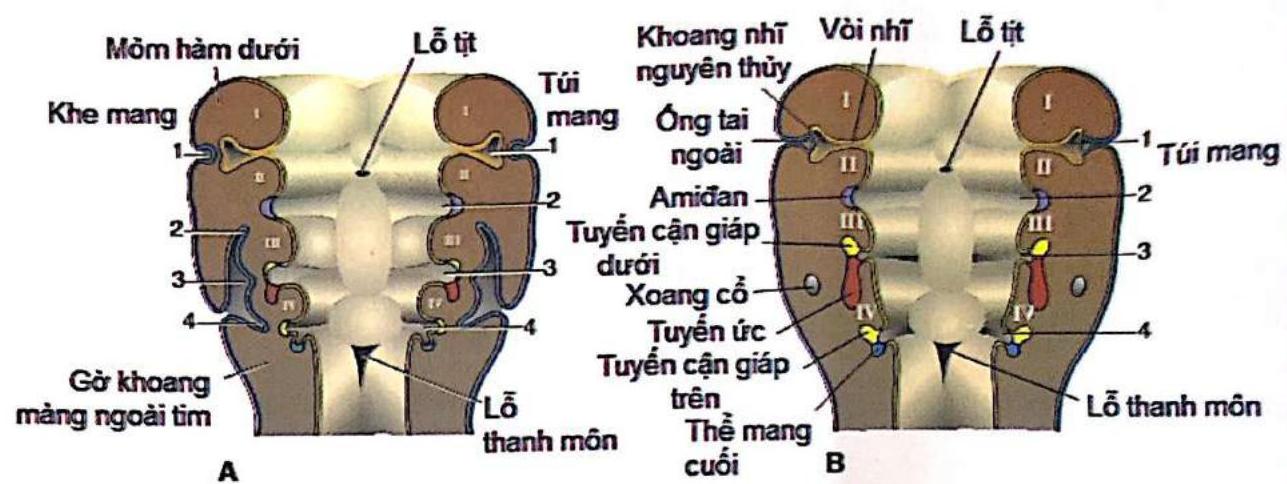 Mỏm hàm dưới
Lỗ tịt
Khe mang
Túi
mang
I
I
1
1
II
II
2
2
III
III
3
3
IV
IV
4
4
Gờ khoang
màng ngoài tim
Lỗ
thanh môn
A
Khoang nhĩ
nguyên thủy
Vòi nhĩ
Lỗ tịt
Ống tai
ngoài
I
I
1
Túi mang
II
II
Amiđan
2
III
III
Tuyến cận giáp
dưới
3
Xoang cổ
Tuyến ức
IV
IV
4
Tuyến cận giáp
trên
Lỗ thanh môn
Thể mang
cuối
B